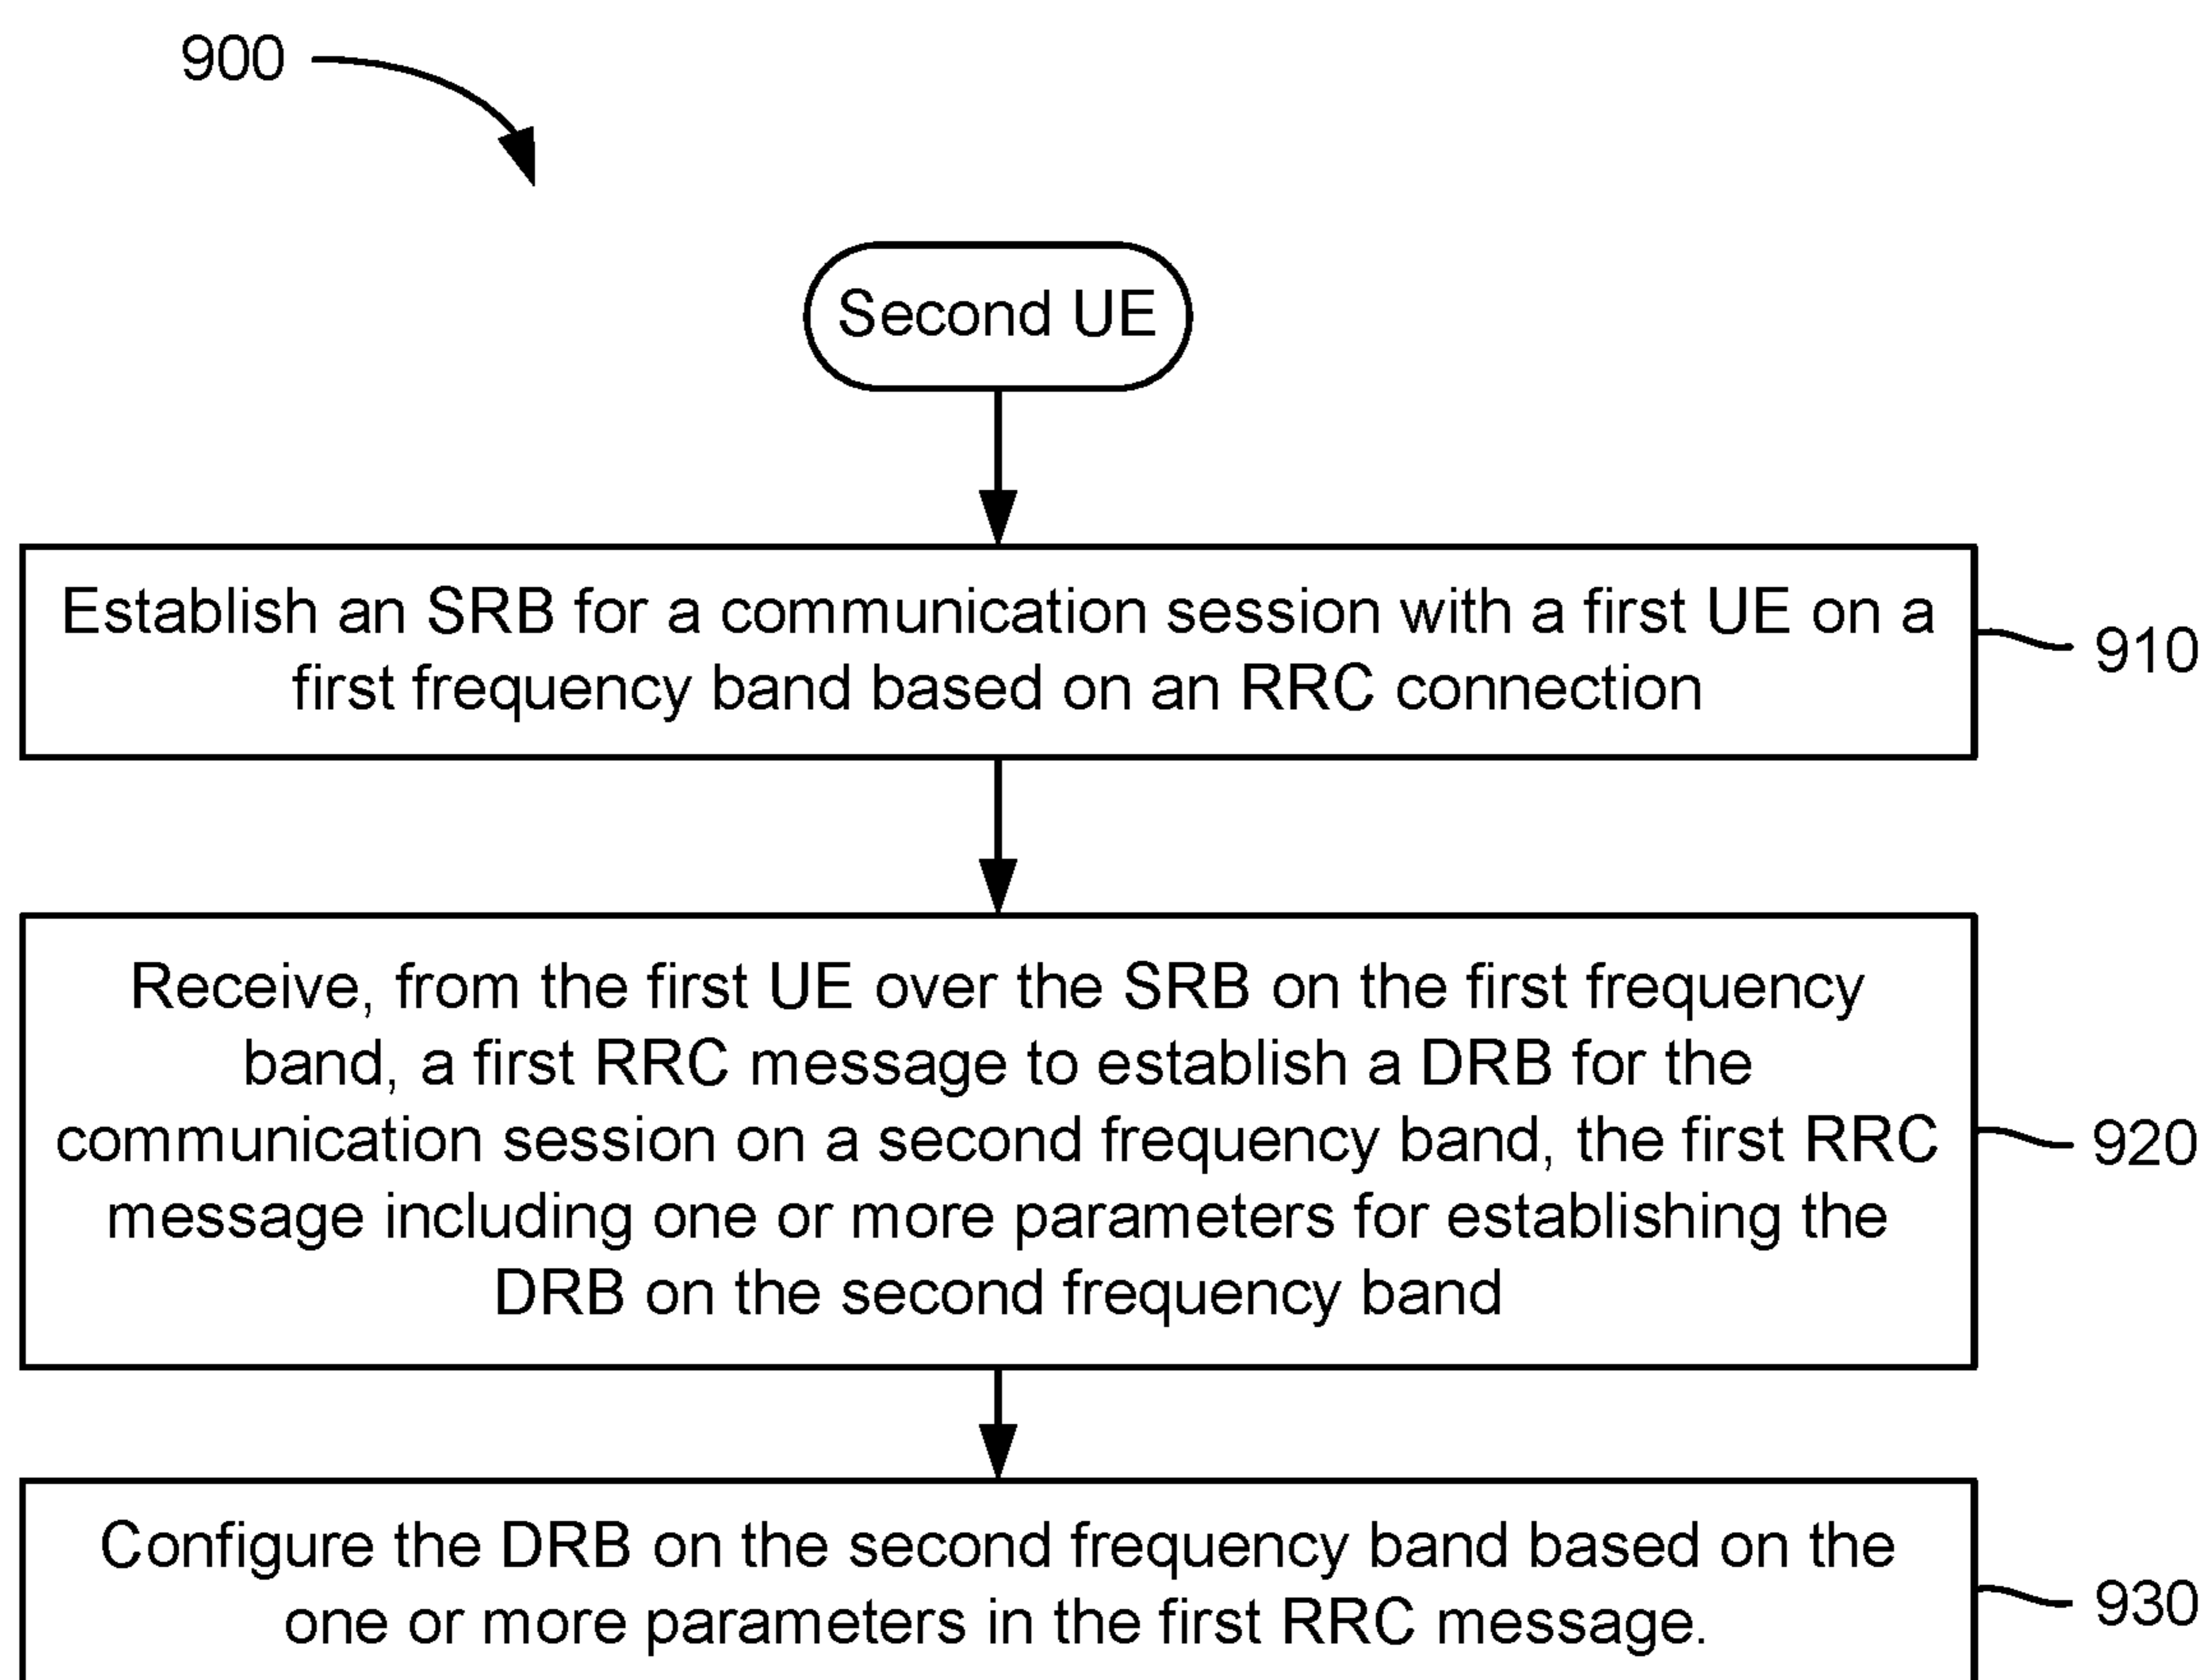 900
Second UE
Establish an SRB for a communication session with a first UE on a
first frequency band based on an RRC connection
910
Receive, from the first UE over the SRB on the first frequency
band, a first RRC message to establish a DRB for the
communication session on a second frequency band, the first RRC
message including one or more parameters for establishing the
DRB on the second frequency band
920
Configure the DRB on the second frequency band based on the
one or more parameters in the first RRC message.
930